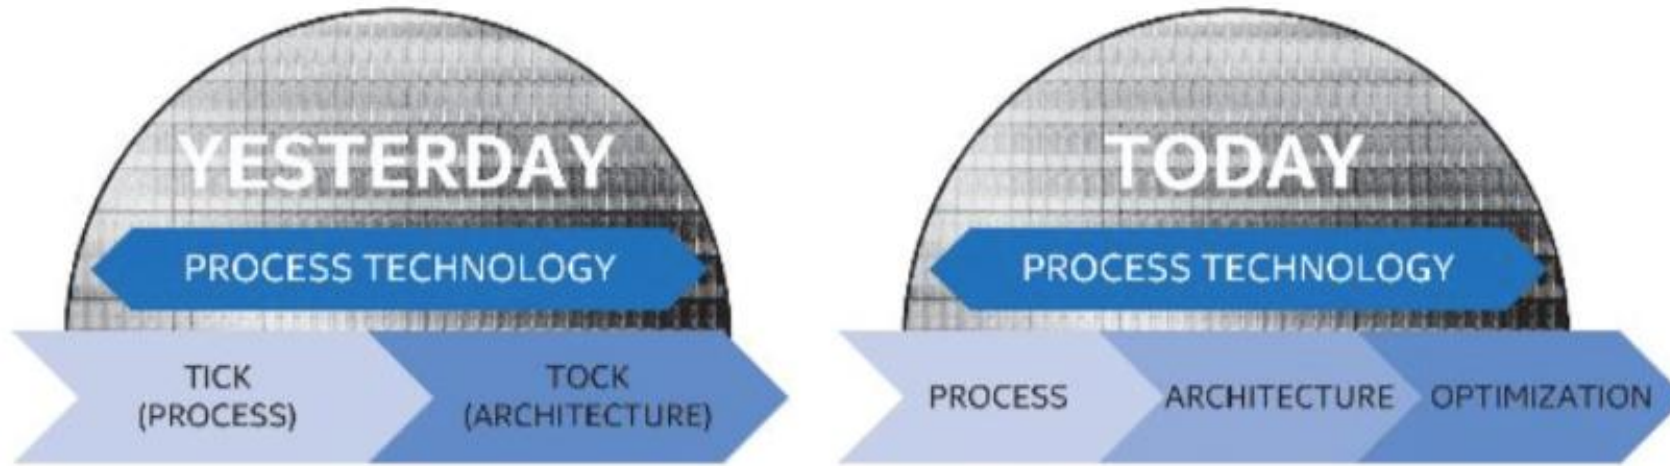 YESTERDAY
PROCESS TECHNOLOGY
TICK
(PROCESS)
TOCK
(ARCHITECTURE)
TODAY
PROCESS TECHNOLOGY
PROCESS
ARCHITECTURE
OPTIMIZATION